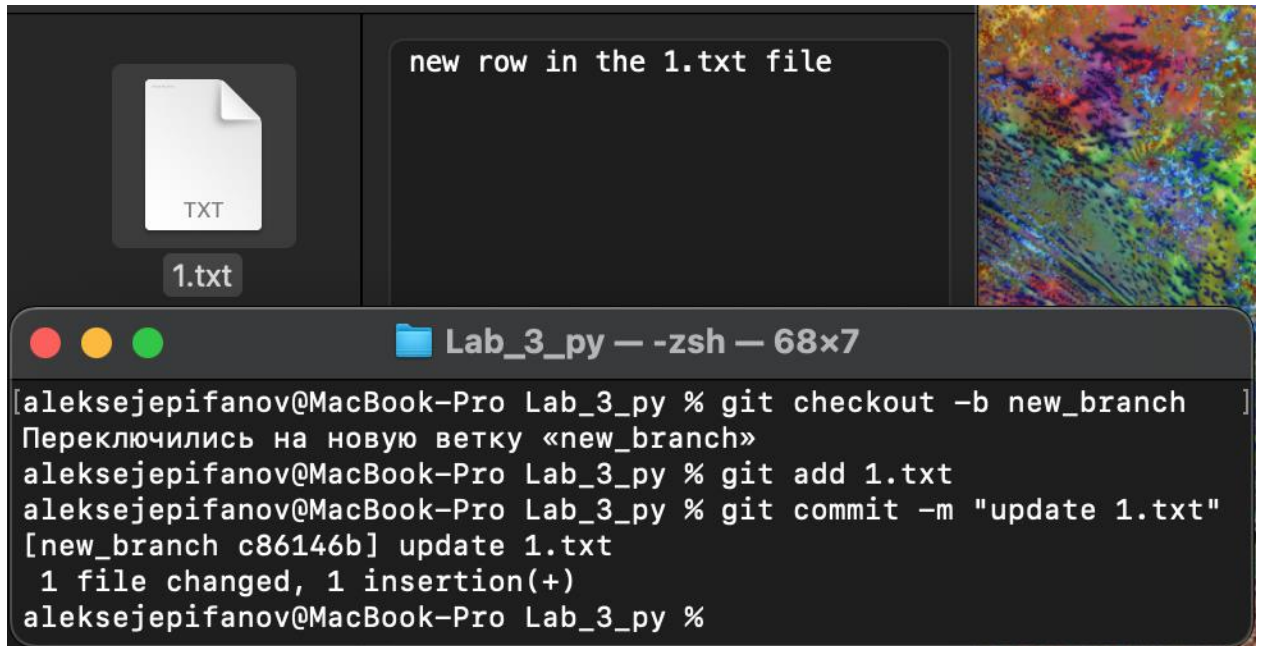 new row in the 1.txt file
TXT
1.txt
Lab_3_py — -zsh — 68×7
[aleksejepifanov@MacBook-Pro Lab_3_py % git checkout -b new_branch ]
Переключились на новую ветку «new_branch»
aleksejepifanov@MacBook-Pro Lab_3_py % git add 1.txt
aleksejepifanov@MacBook-Pro Lab_3_py % git commit -m "update 1.txt"
[new_branch c86146b] update 1.txt
 1 file changed, 1 insertion(+)
aleksejepifanov@MacBook-Pro Lab_3_py %